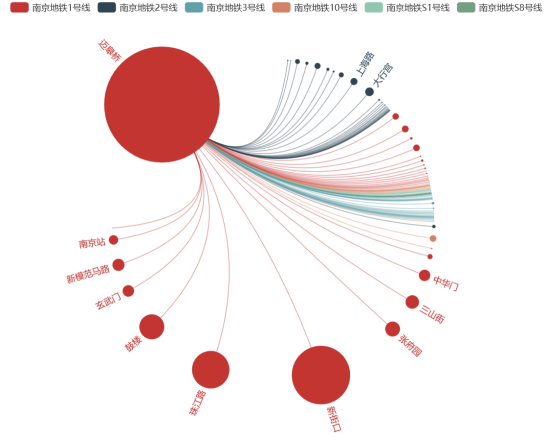 南京地铁1号线 南京地铁2号线 南京地铁3号线 南京地铁10号线 南京地铁S1号线 南京地铁S8号线
迈皋桥
上海路
大行宫
南京站
新模范马路
玄武门
鼓楼
珠江路
新街口
张府园
三山街
中华门